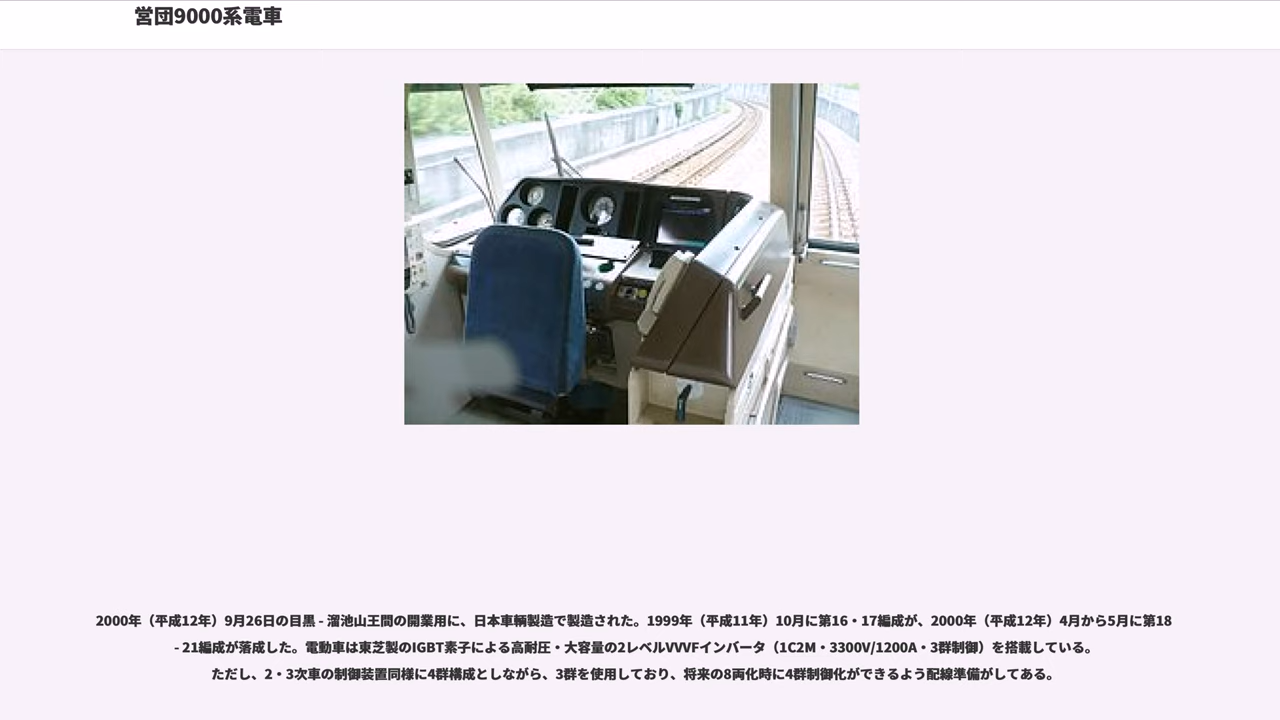 営団9000系電車
2000年（平成12年）9月26日の目黒 - 溜池山王間の開業用に、日本車輌製造で製造された。1999年（平成11年）10月に第16・17編成が、2000年（平成12年）4月から5月に第18
- 21編成が落成した。電動車は東芝製のIGBT素子による高耐圧・大容量の2レベルVVVFインバータ（1C2M・3300V/1200A・3群制御）を搭載している。
ただし、2・3次車の制御装置同様に4群構成としながら、3群を使用しており、将来の8両化時に4群制御化ができるよう配線準備がしてある。